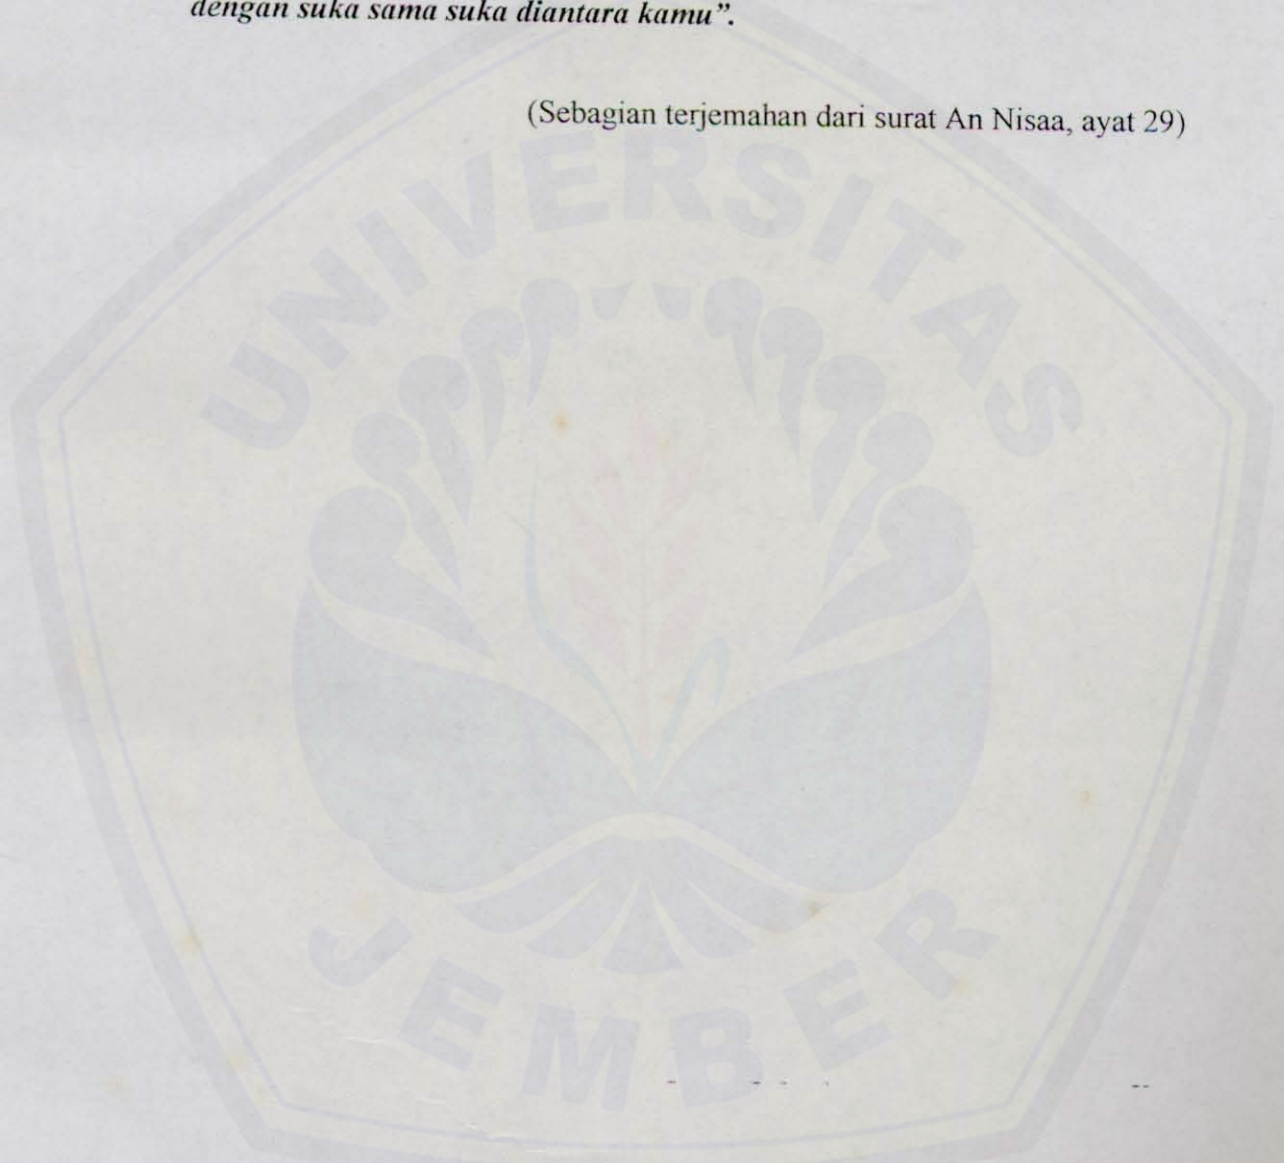 dengan suka sama suka diantara kamu”.
(Sebagian terjemahan dari surat An Nisaa, ayat 29)
UNIVERSITAS
JEMBER